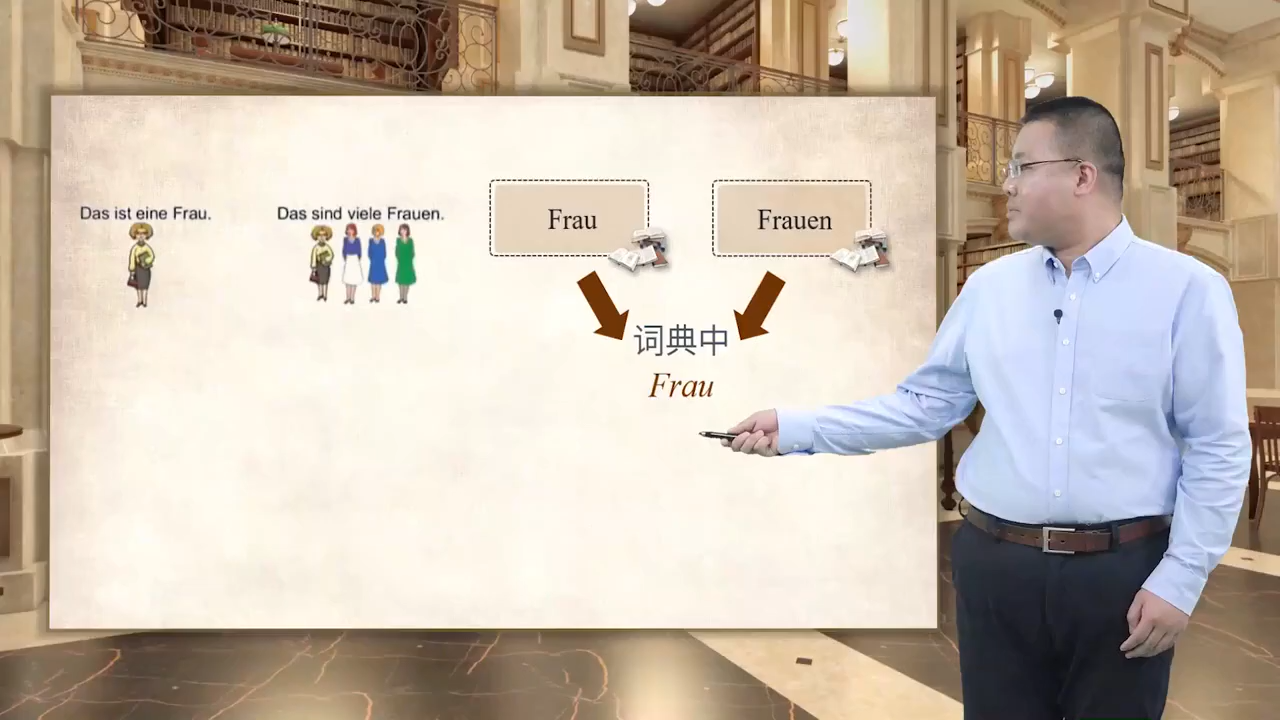 Das ist eine Frau.
Das sind viele Frauen.
Frau
Frauen
词典中
Frau